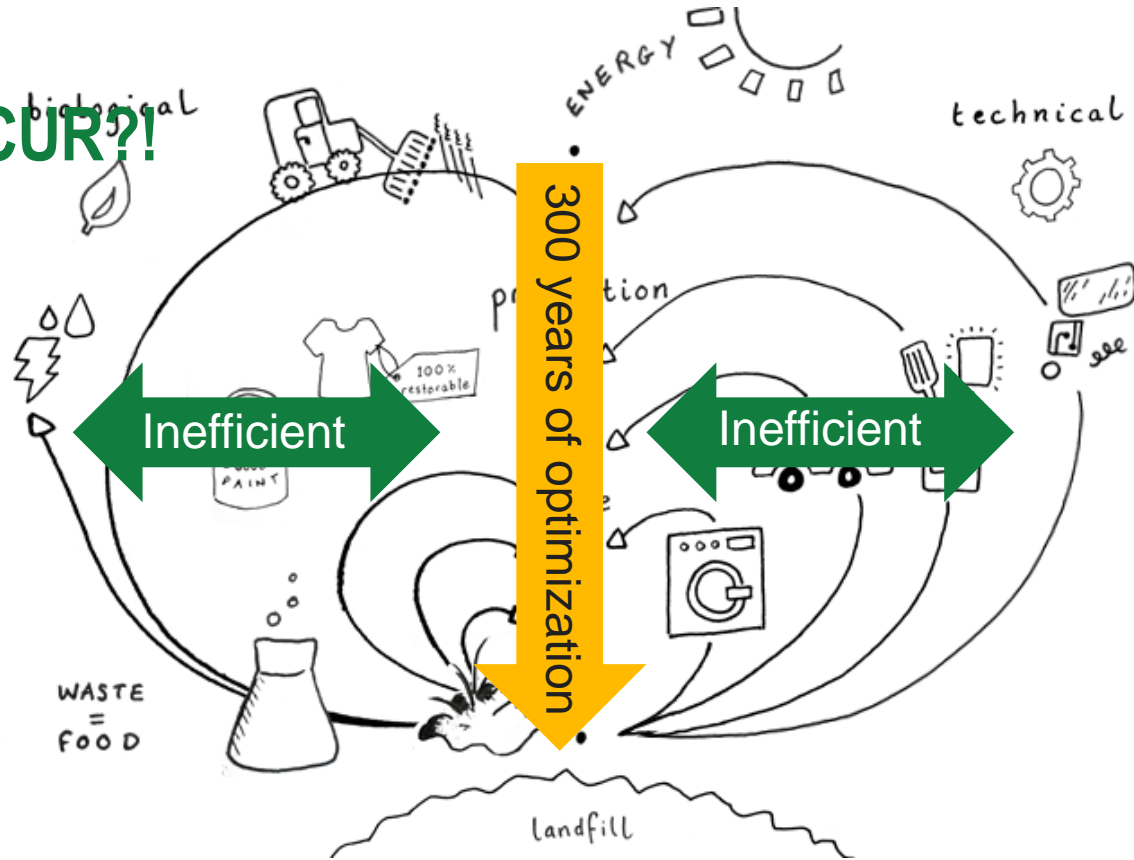 ENERGY
biological
CUR?!
technical
300 years of optimization
100%
restorable
Inefficient
Inefficient
PAINT
WASTE
=
FOOD
landfill